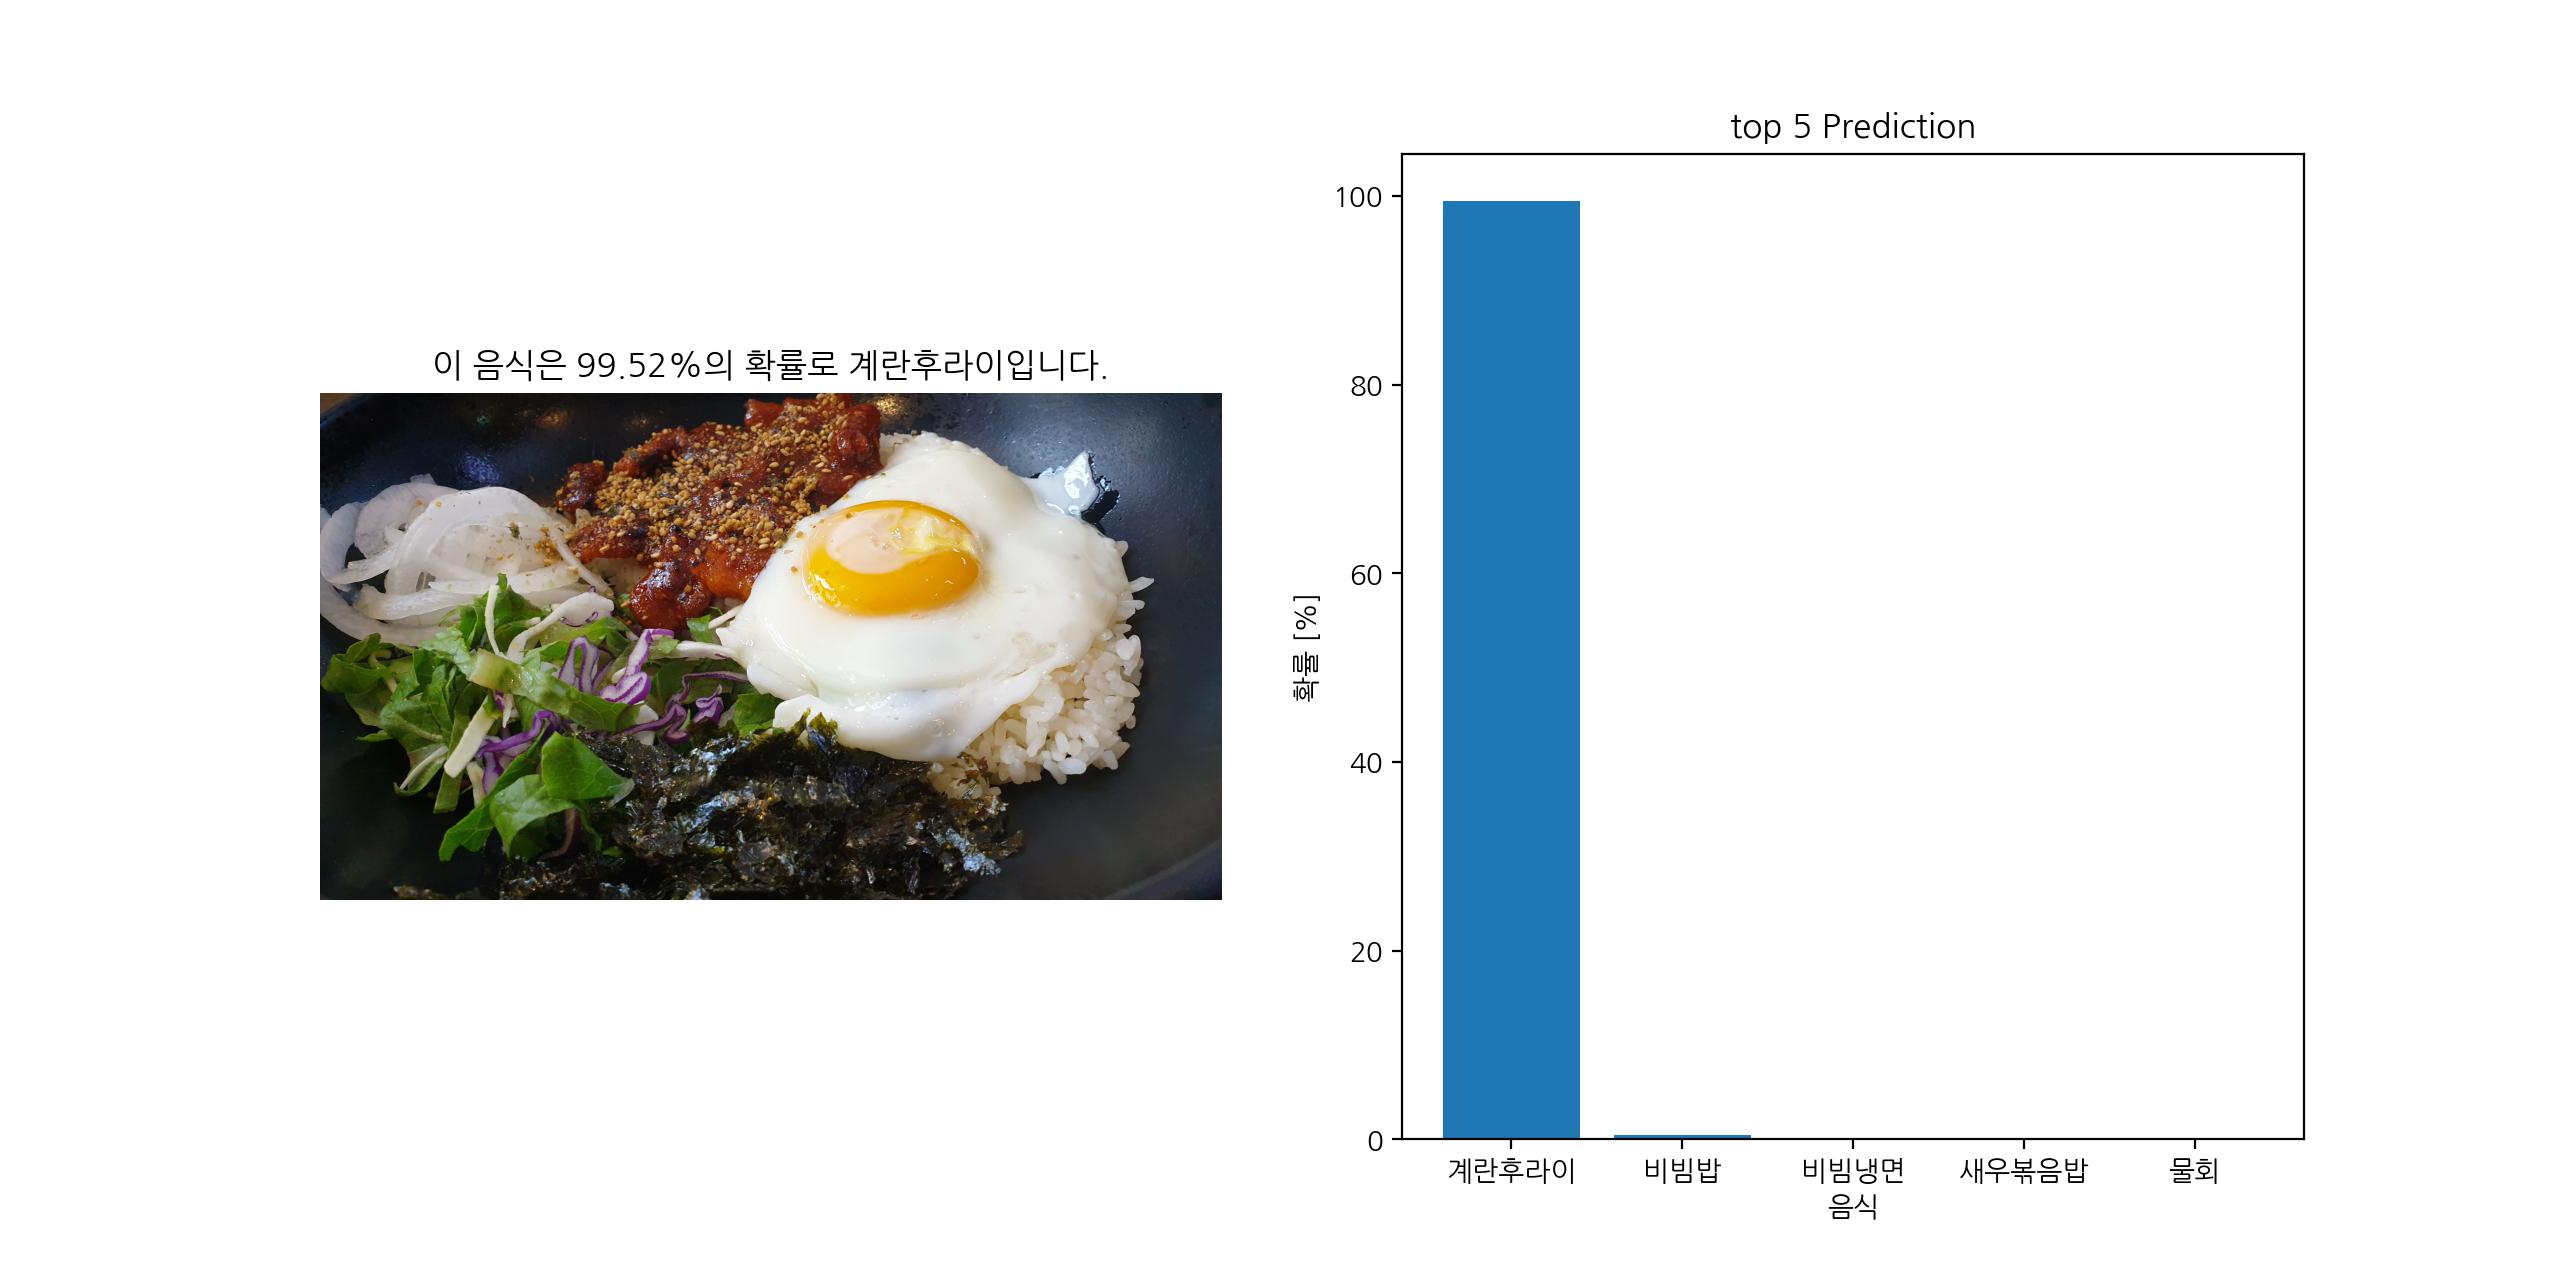 이 음식은 99.52%의 확률로 계란후라이입니다.
top 5 Prediction
확률 [%]
100
80
60
40
20
0
계란후라이 비빔밥 비빔냉면 새우볶음밥 물회
음식